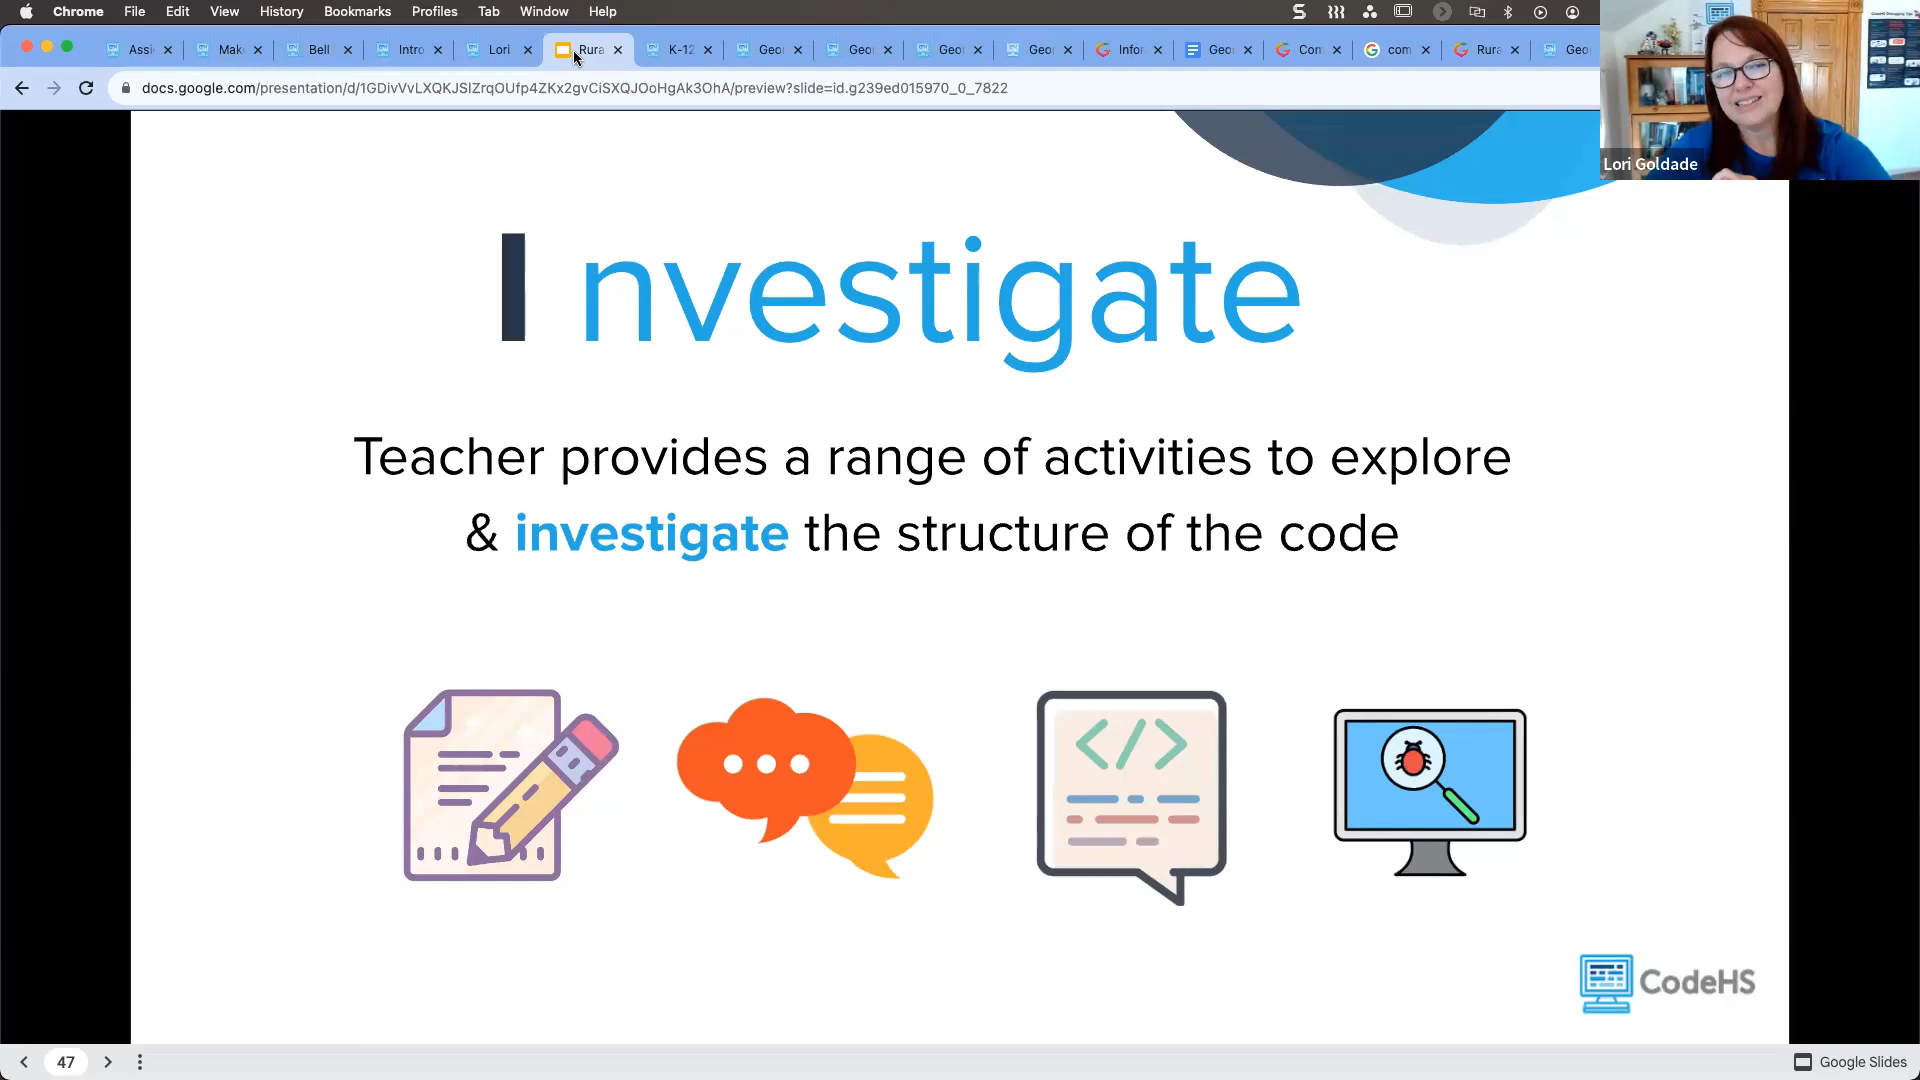 Chrome File Edit View History Bookmarks Profiles Tab Window Help
Assi Mak Bell Intro Lori Rura K-12 Geo Geo Geo Geo Infor Geo Com com Rura Geo
docs.google.com/presentation/d/1GDivVvLXQKJSIZrqOUfp4ZKx2gvCiSXQJOoHgAk3OhA/preview?slide=id.g239ed015970_0_7822
Lori Goldade
I nvestigate
Teacher provides a range of activities to explore
& investigate the structure of the code
CodeHS
47
Google Slides